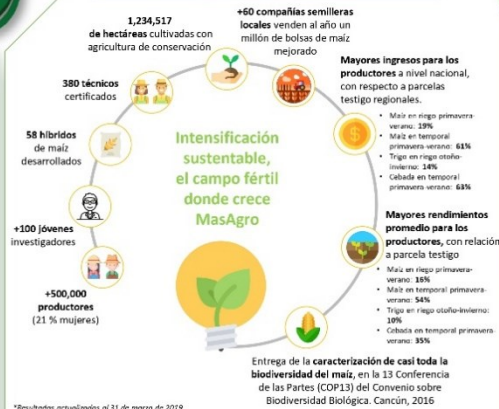 1,234,517
de hectáreas cultivadas con
agricultura de conservación
+60 compañías semilleras
locales venden al año un
millón de bolsas de maíz
mejorado
380 técnicos
certificados
58 híbridos
de maíz
desarrollados
+100 jóvenes
investigadores
+500,000
productores
(21 % mujeres)
Intensificación
sustentable,
el campo fértil
donde crece
MasAgro
Mayores ingresos para los
productores a nivel nacional,
con respecto a parcelas
testigo regionales.
• Maíz en riego primavera-
verano: 19%
• Maíz en temporal
primavera-verano: 61%
• Trigo en riego otoño-
invierno: 14%
• Cebada en temporal
primavera-verano: 63%
Mayores rendimientos
promedio para los
productores, con relación
a parcela testigo
• Maíz en riego primavera-
verano: 16%
• Maíz en temporal primavera-
verano: 54%
• Trigo en riego otoño-invierno:
10%
• Cebada en temporal primavera-
verano: 35%
Entrega de la caracterización de casi toda la
biodiversidad del maíz, en la 13 Conferencia
de las Partes (COP13) del Convenio sobre
Biodiversidad Biológica. Cancún, 2016
*Resultados actualizados al 31 de marzo de 2019